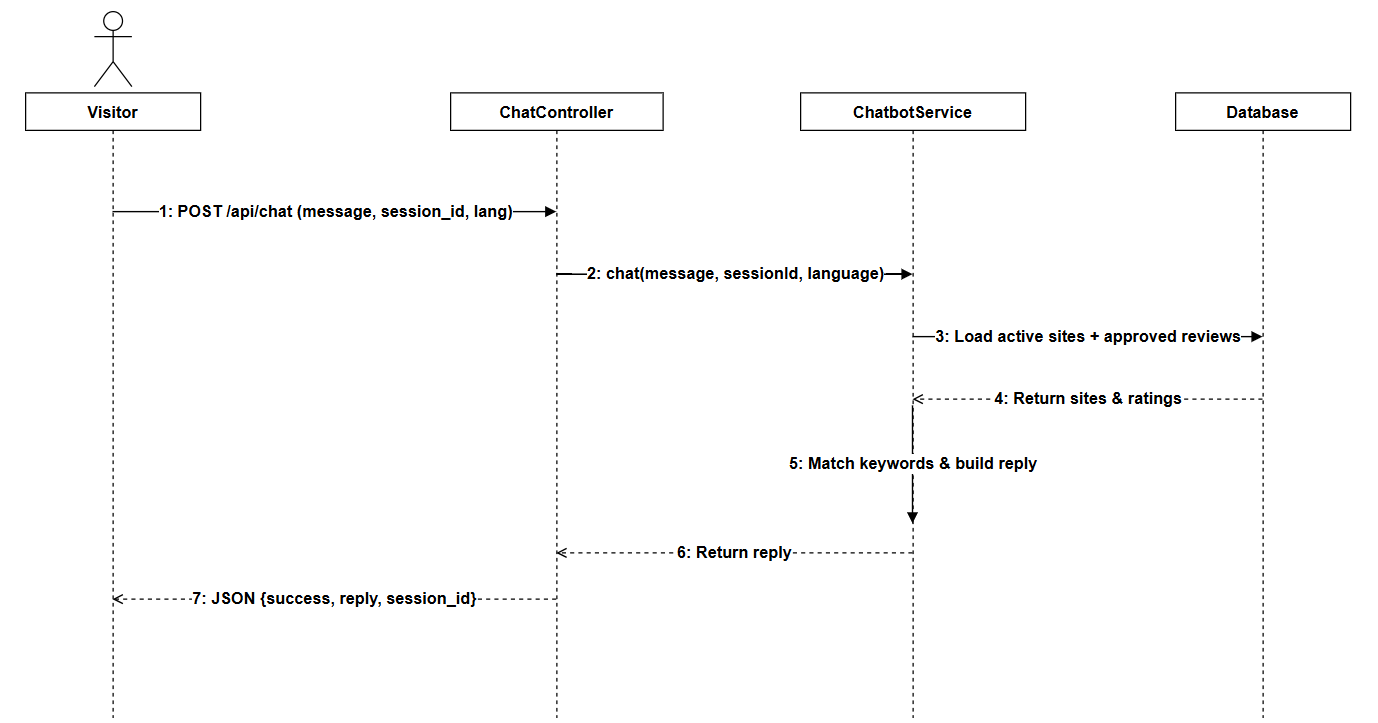 Visitor
ChatController
ChatbotService
Database
1: POST /api/chat (message, session_id, lang)
2: chat(message, sessionId, language)
3: Load active sites + approved reviews
4: Return sites & ratings
5: Match keywords & build reply
6: Return reply
7: JSON {success, reply, session_id}